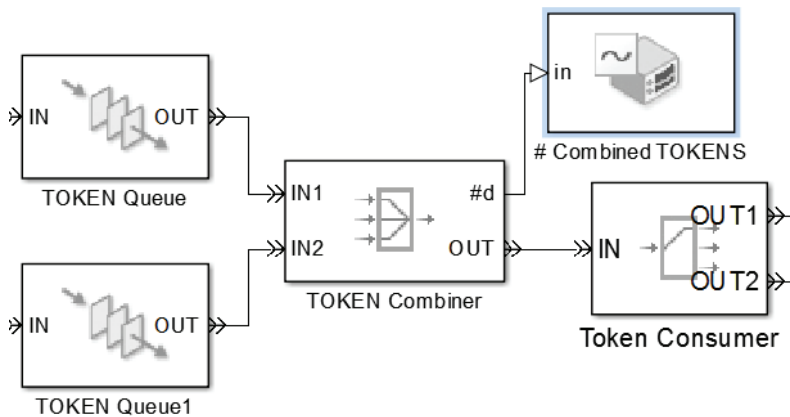 IN
OUT
TOKEN Queue
IN
OUT
TOKEN Queue1
IN1
IN2
#d
OUT
TOKEN Combiner
in
# Combined TOKENS
IN
OUT1
OUT2
Token Consumer